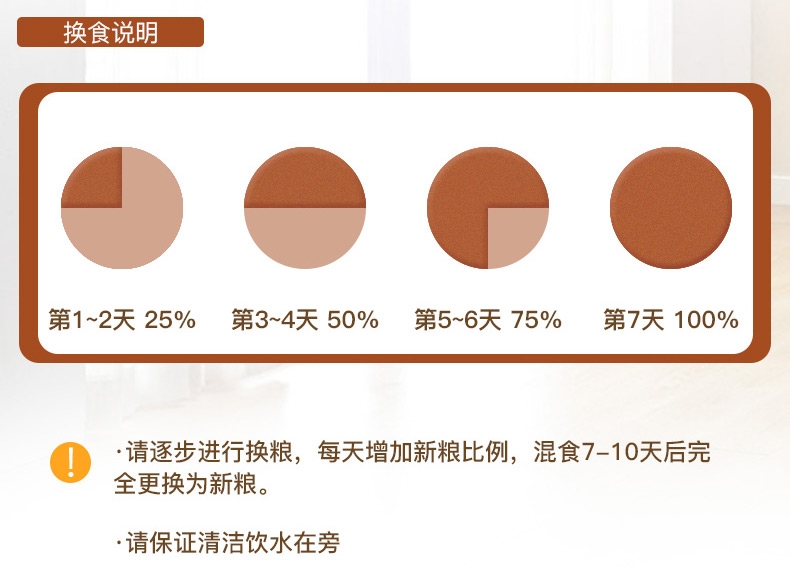 换食说明
第1~2天 25%
第3~4天 50%
第5~6天 75%
第7天 100%
!
·请逐步进行换粮，每天增加新粮比例，混食7-10天后完
全更换为新粮。
·请保证清洁饮水在旁